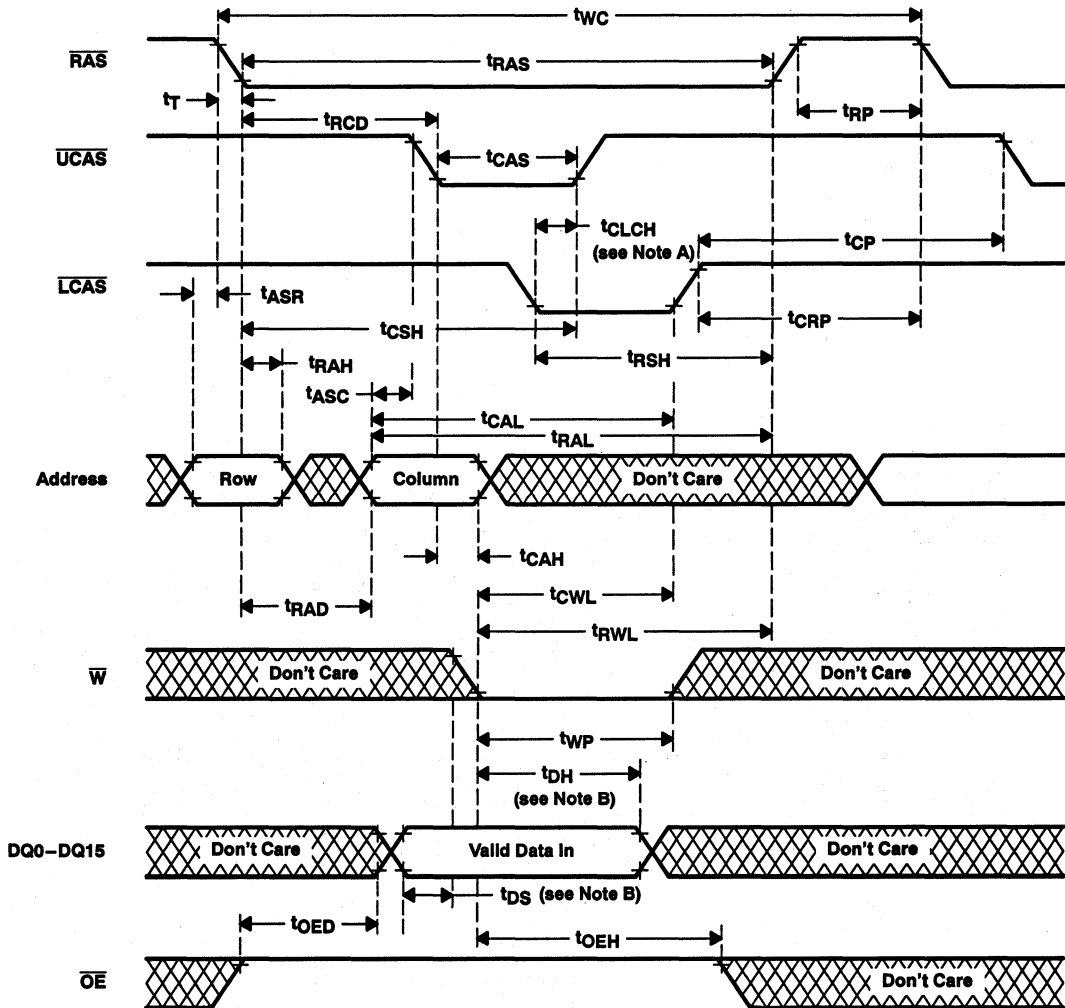 tWC
RAS
tRAS
tT
tRP
tRCD
UCAS
tCAS
tCLCH
(see Note A)
tCP
LCAS
tASR
tCSH
tCRP
tRSH
tRAH
tASC
tCAL
tRAL
Address
Row
Column
Don't Care
tCAH
tCWL
tRAD
tRWL
W
Don't Care
Don't Care
tWP
tDH
(see Note B)
DQ0–DQ15
Don't Care
Valid Data In
Don't Care
tDS (see Note B)
tOED
tOEH
OE
Don't Care